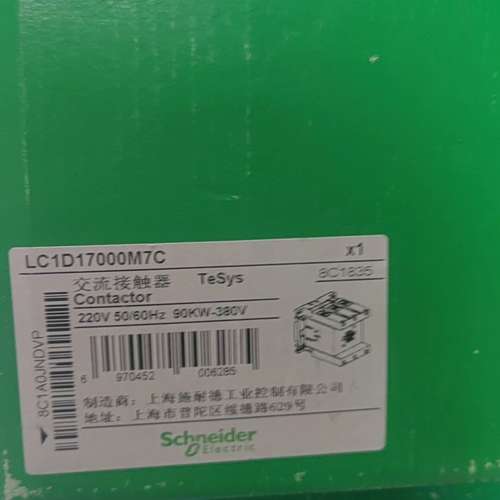 LC1D17000M7C x1
交流接触器 TeSys 8C1835
Contactor
220V 50/60Hz 90KW-380V
8C1A0JNDVP
6 970452 006285
制造商：上海施耐德工业控制有限公司
地址：上海市普陀区绥德路629号
Schneider
Electric